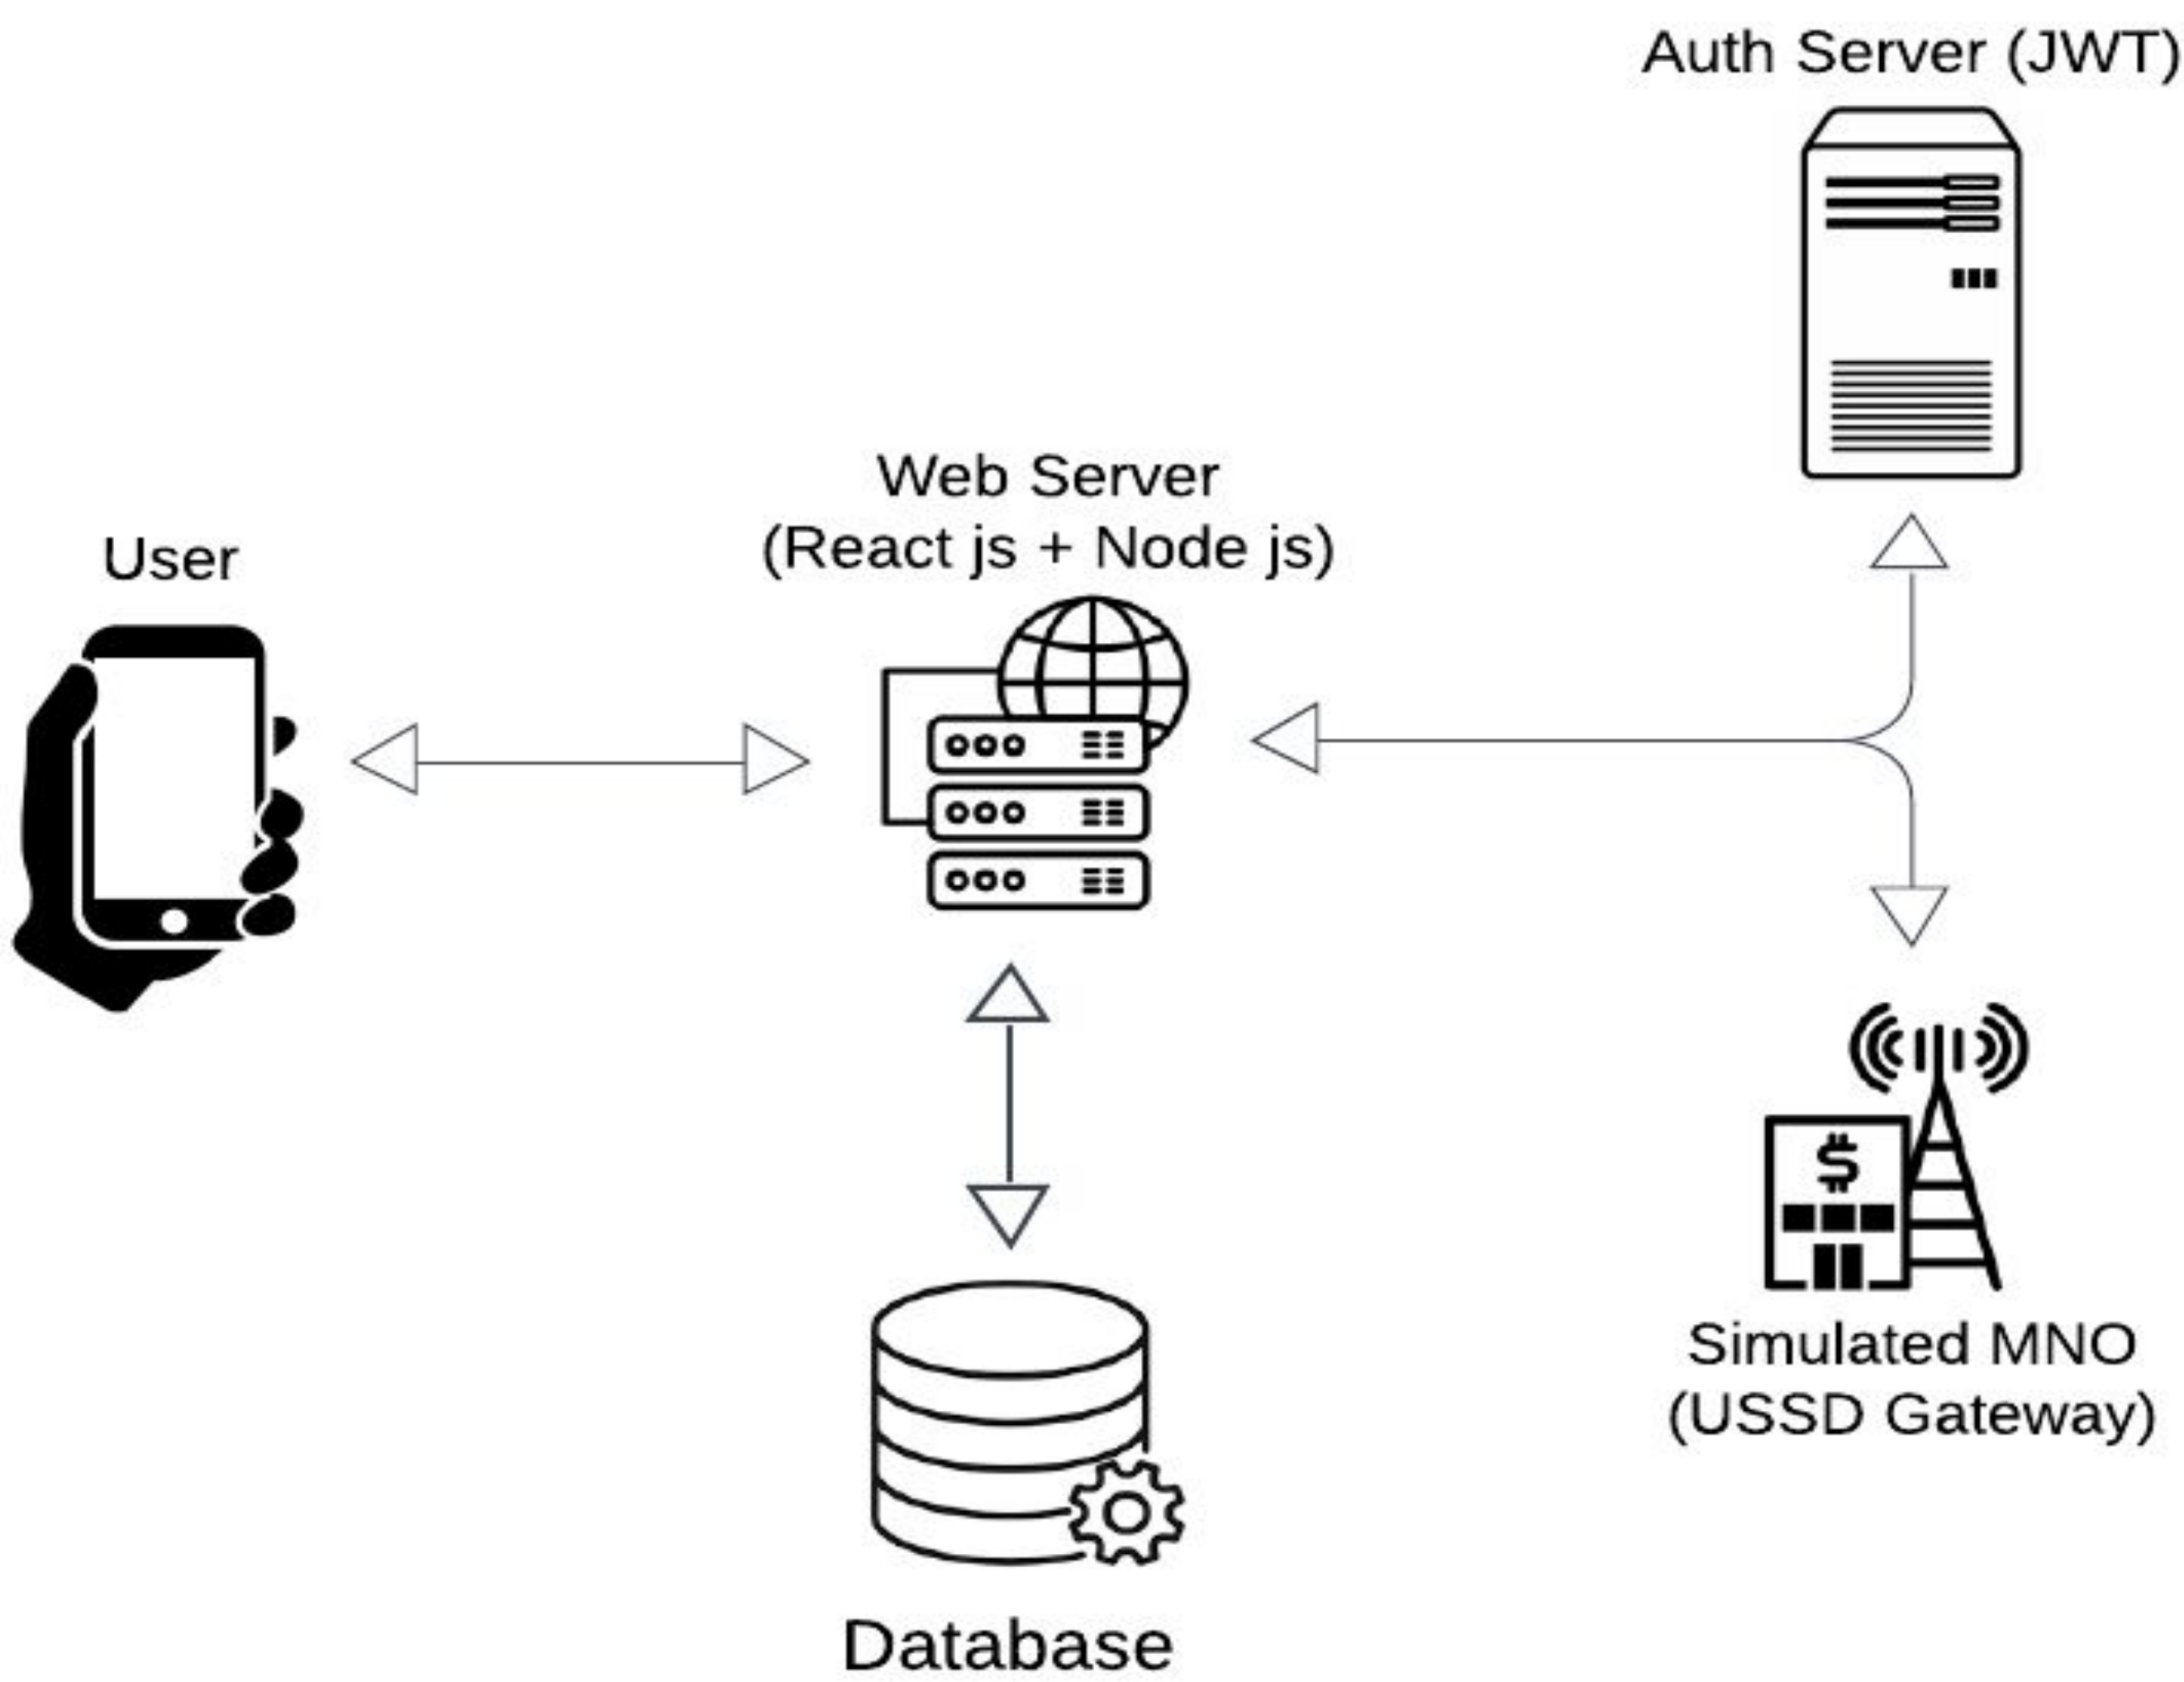 Auth Server (JWT)
Web Server
(React js + Node js)
User
$
Simulated MNO
(USSD Gateway)
Database